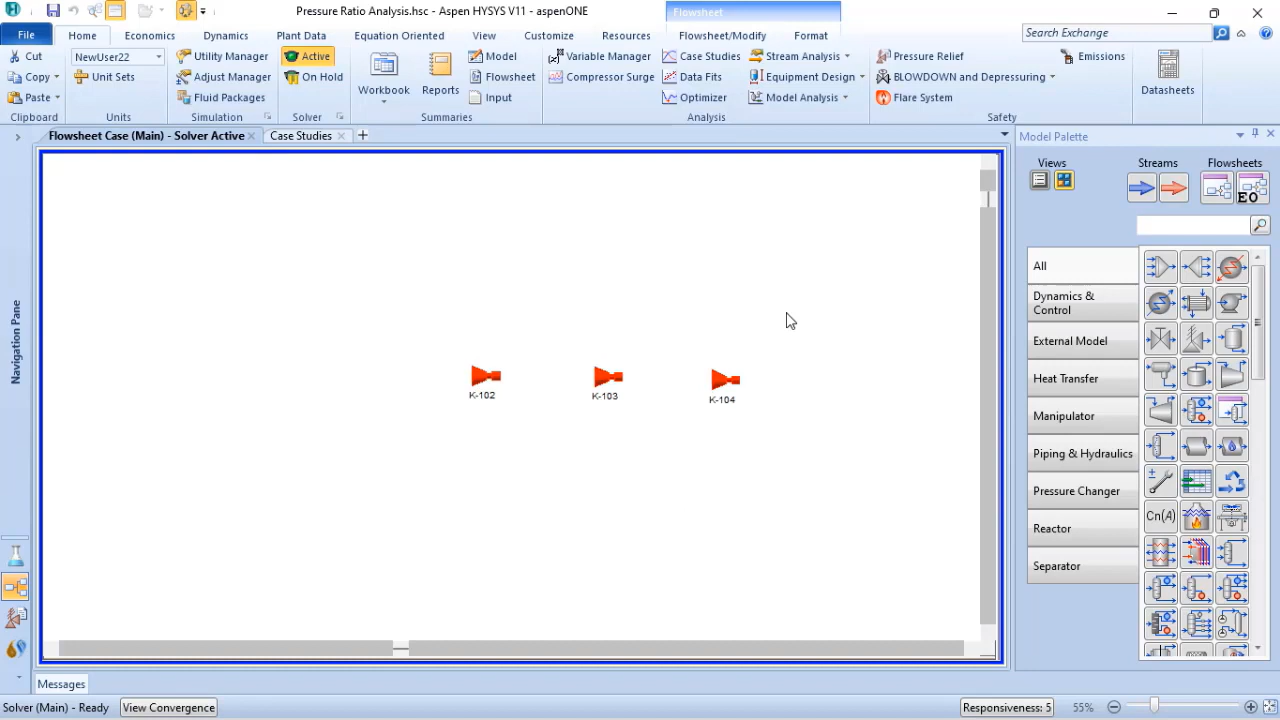 Pressure Ratio Analysis.hsc - Aspen HYSYS V11 - aspenONE
Flowsheet
File Home Economics Dynamics Plant Data Equation Oriented View Customize Resources Flowsheet/Modify Format
Search Exchange
Cut NewUser22 Utility Manager Active Model Variable Manager Case Studies Stream Analysis Pressure Relief Emissions
Copy Unit Sets Adjust Manager On Hold Workbook Reports Flowsheet Compressor Surge Data Fits Equipment Design BLOWDOWN and Depressuring Datasheets
Paste Fluid Packages Input Optimizer Model Analysis Flare System
Clipboard Units Simulation Solver Summaries Analysis Safety
Flowsheet Case (Main) - Solver Active Case Studies
Model Palette
Views Streams Flowsheets
EO
All
Dynamics &
Control
External Model
Heat Transfer
Manipulator
Piping & Hydraulics
Pressure Changer
Reactor
Separator
Cn(A)
Navigation Pane
K-102 K-103 K-104
Messages
Solver (Main) - Ready View Convergence Responsiveness: 5 55%